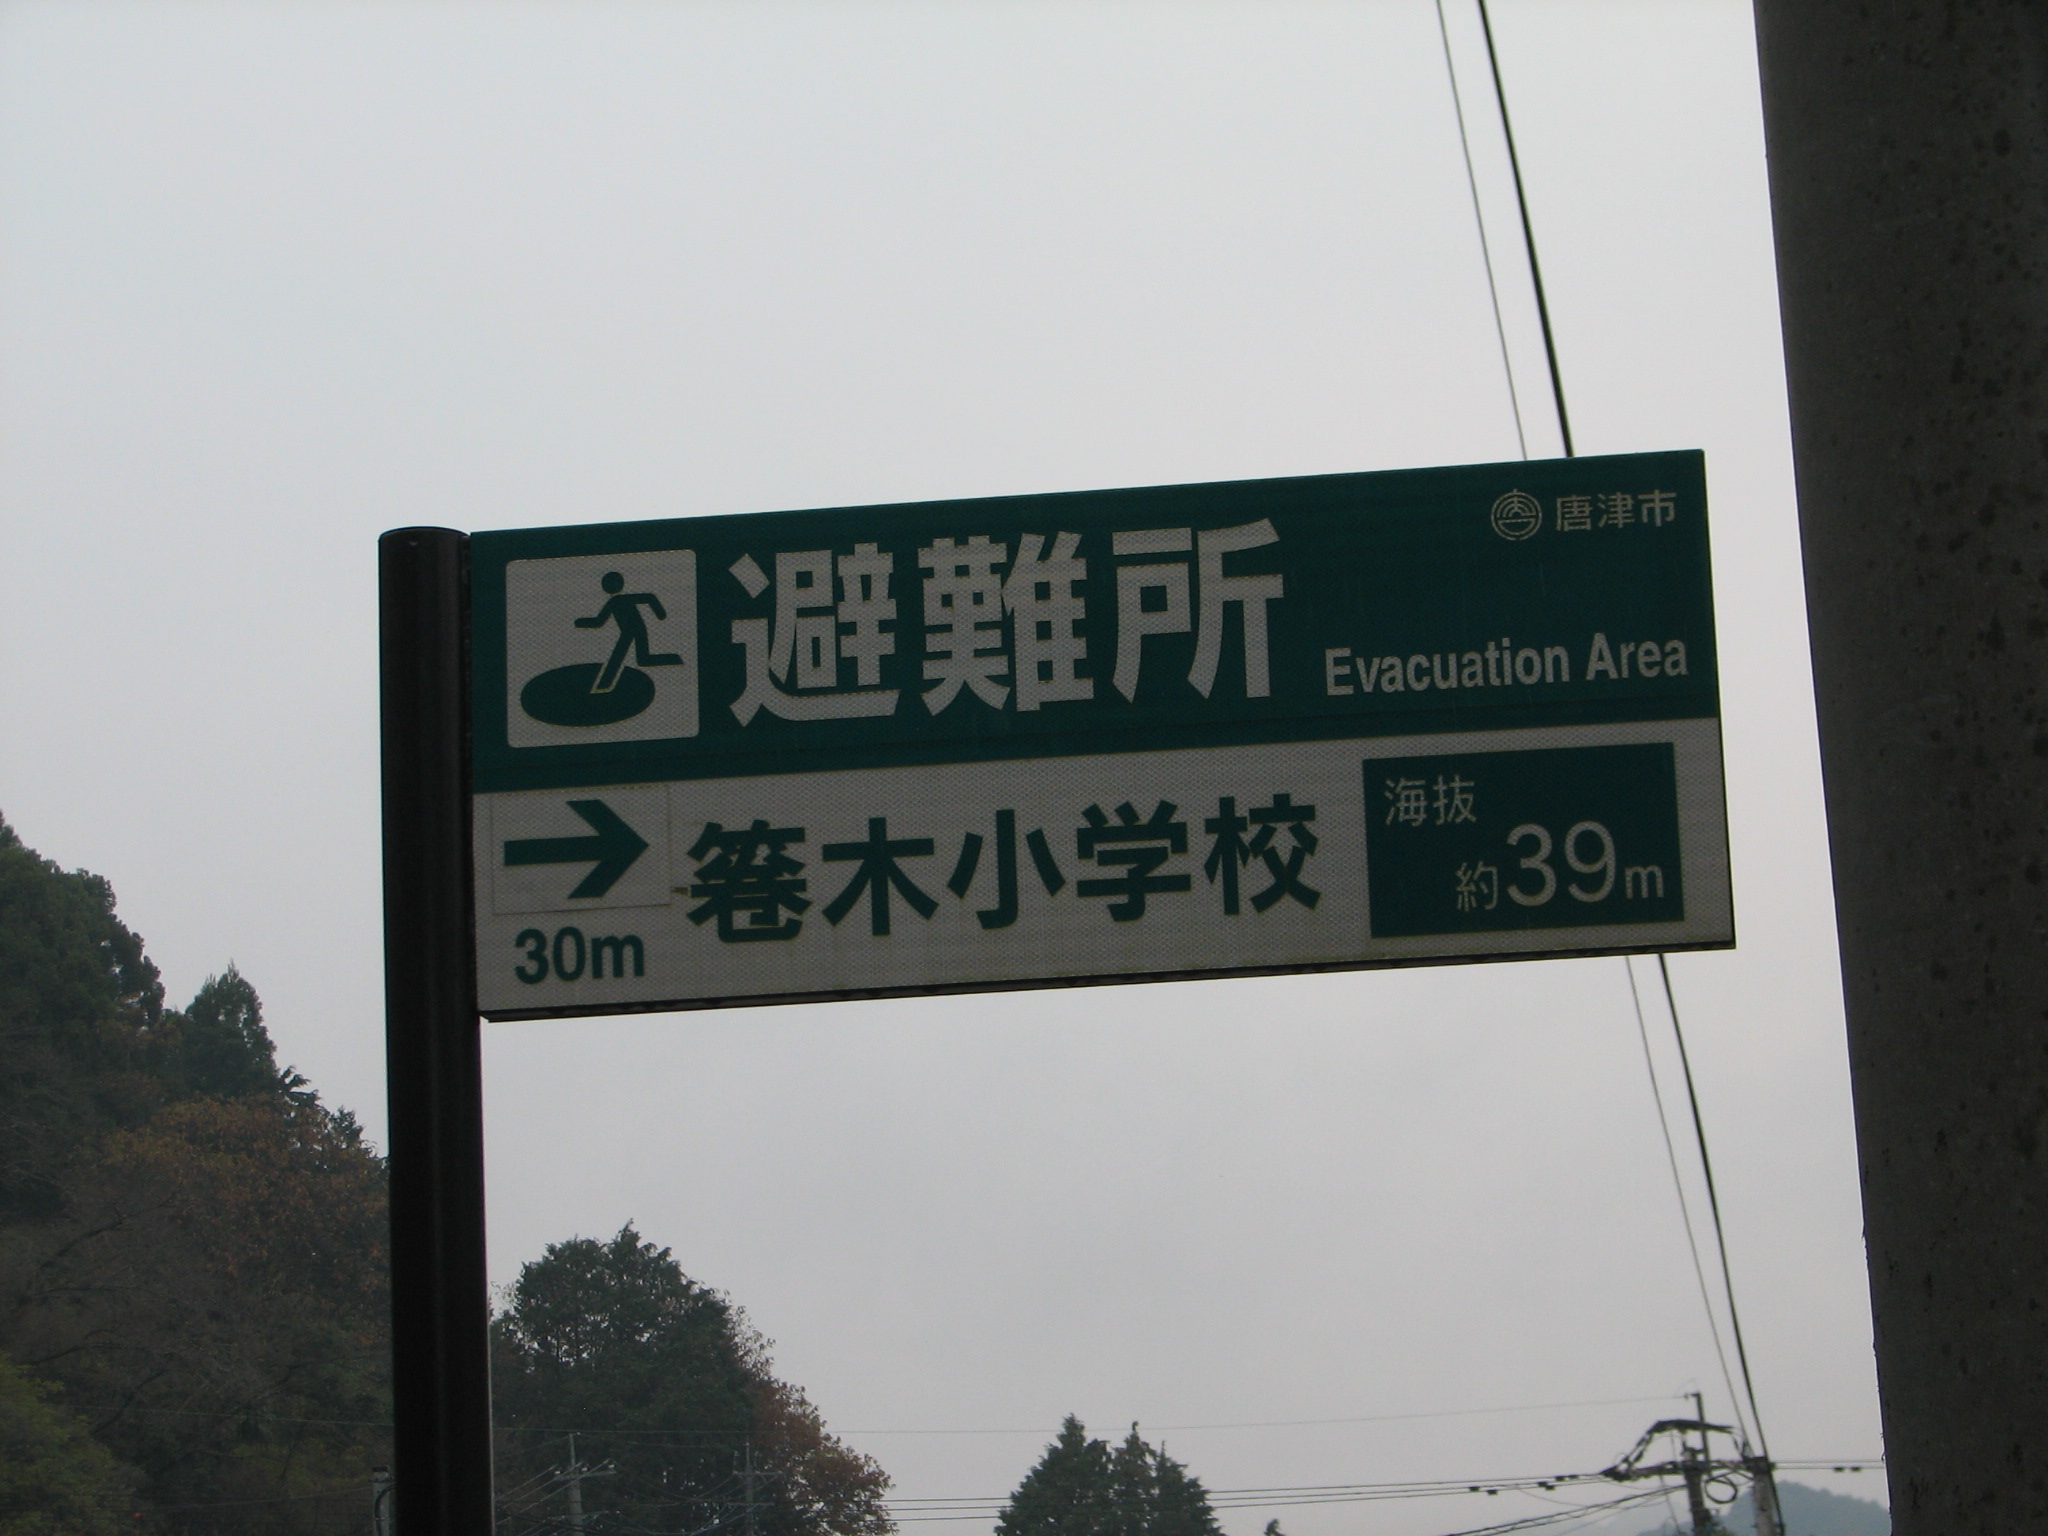 唐津市
避難所 Evacuation Area
箞木小学校
30m
海抜
約39m